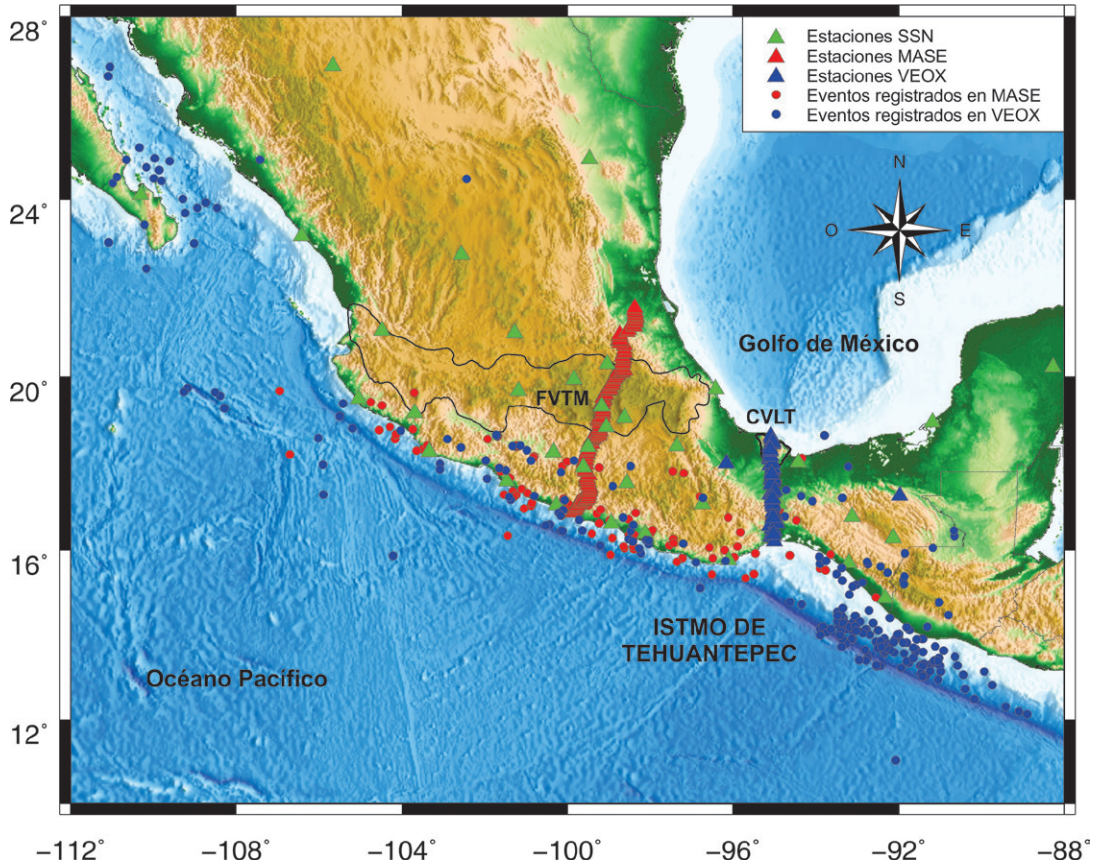 Estaciones SSN
Estaciones MASE
Estaciones VEOX
Eventos registrados en MASE
Eventos registrados en VEOX
N
O
E
S
Golfo de México
FVTM
CVLT
ISTMO DE
TEHUANTEPEC
Océano Pacífico
28°
24°
20°
16°
12°
−112°
−108°
−104°
−100°
−96°
−92°
−88°